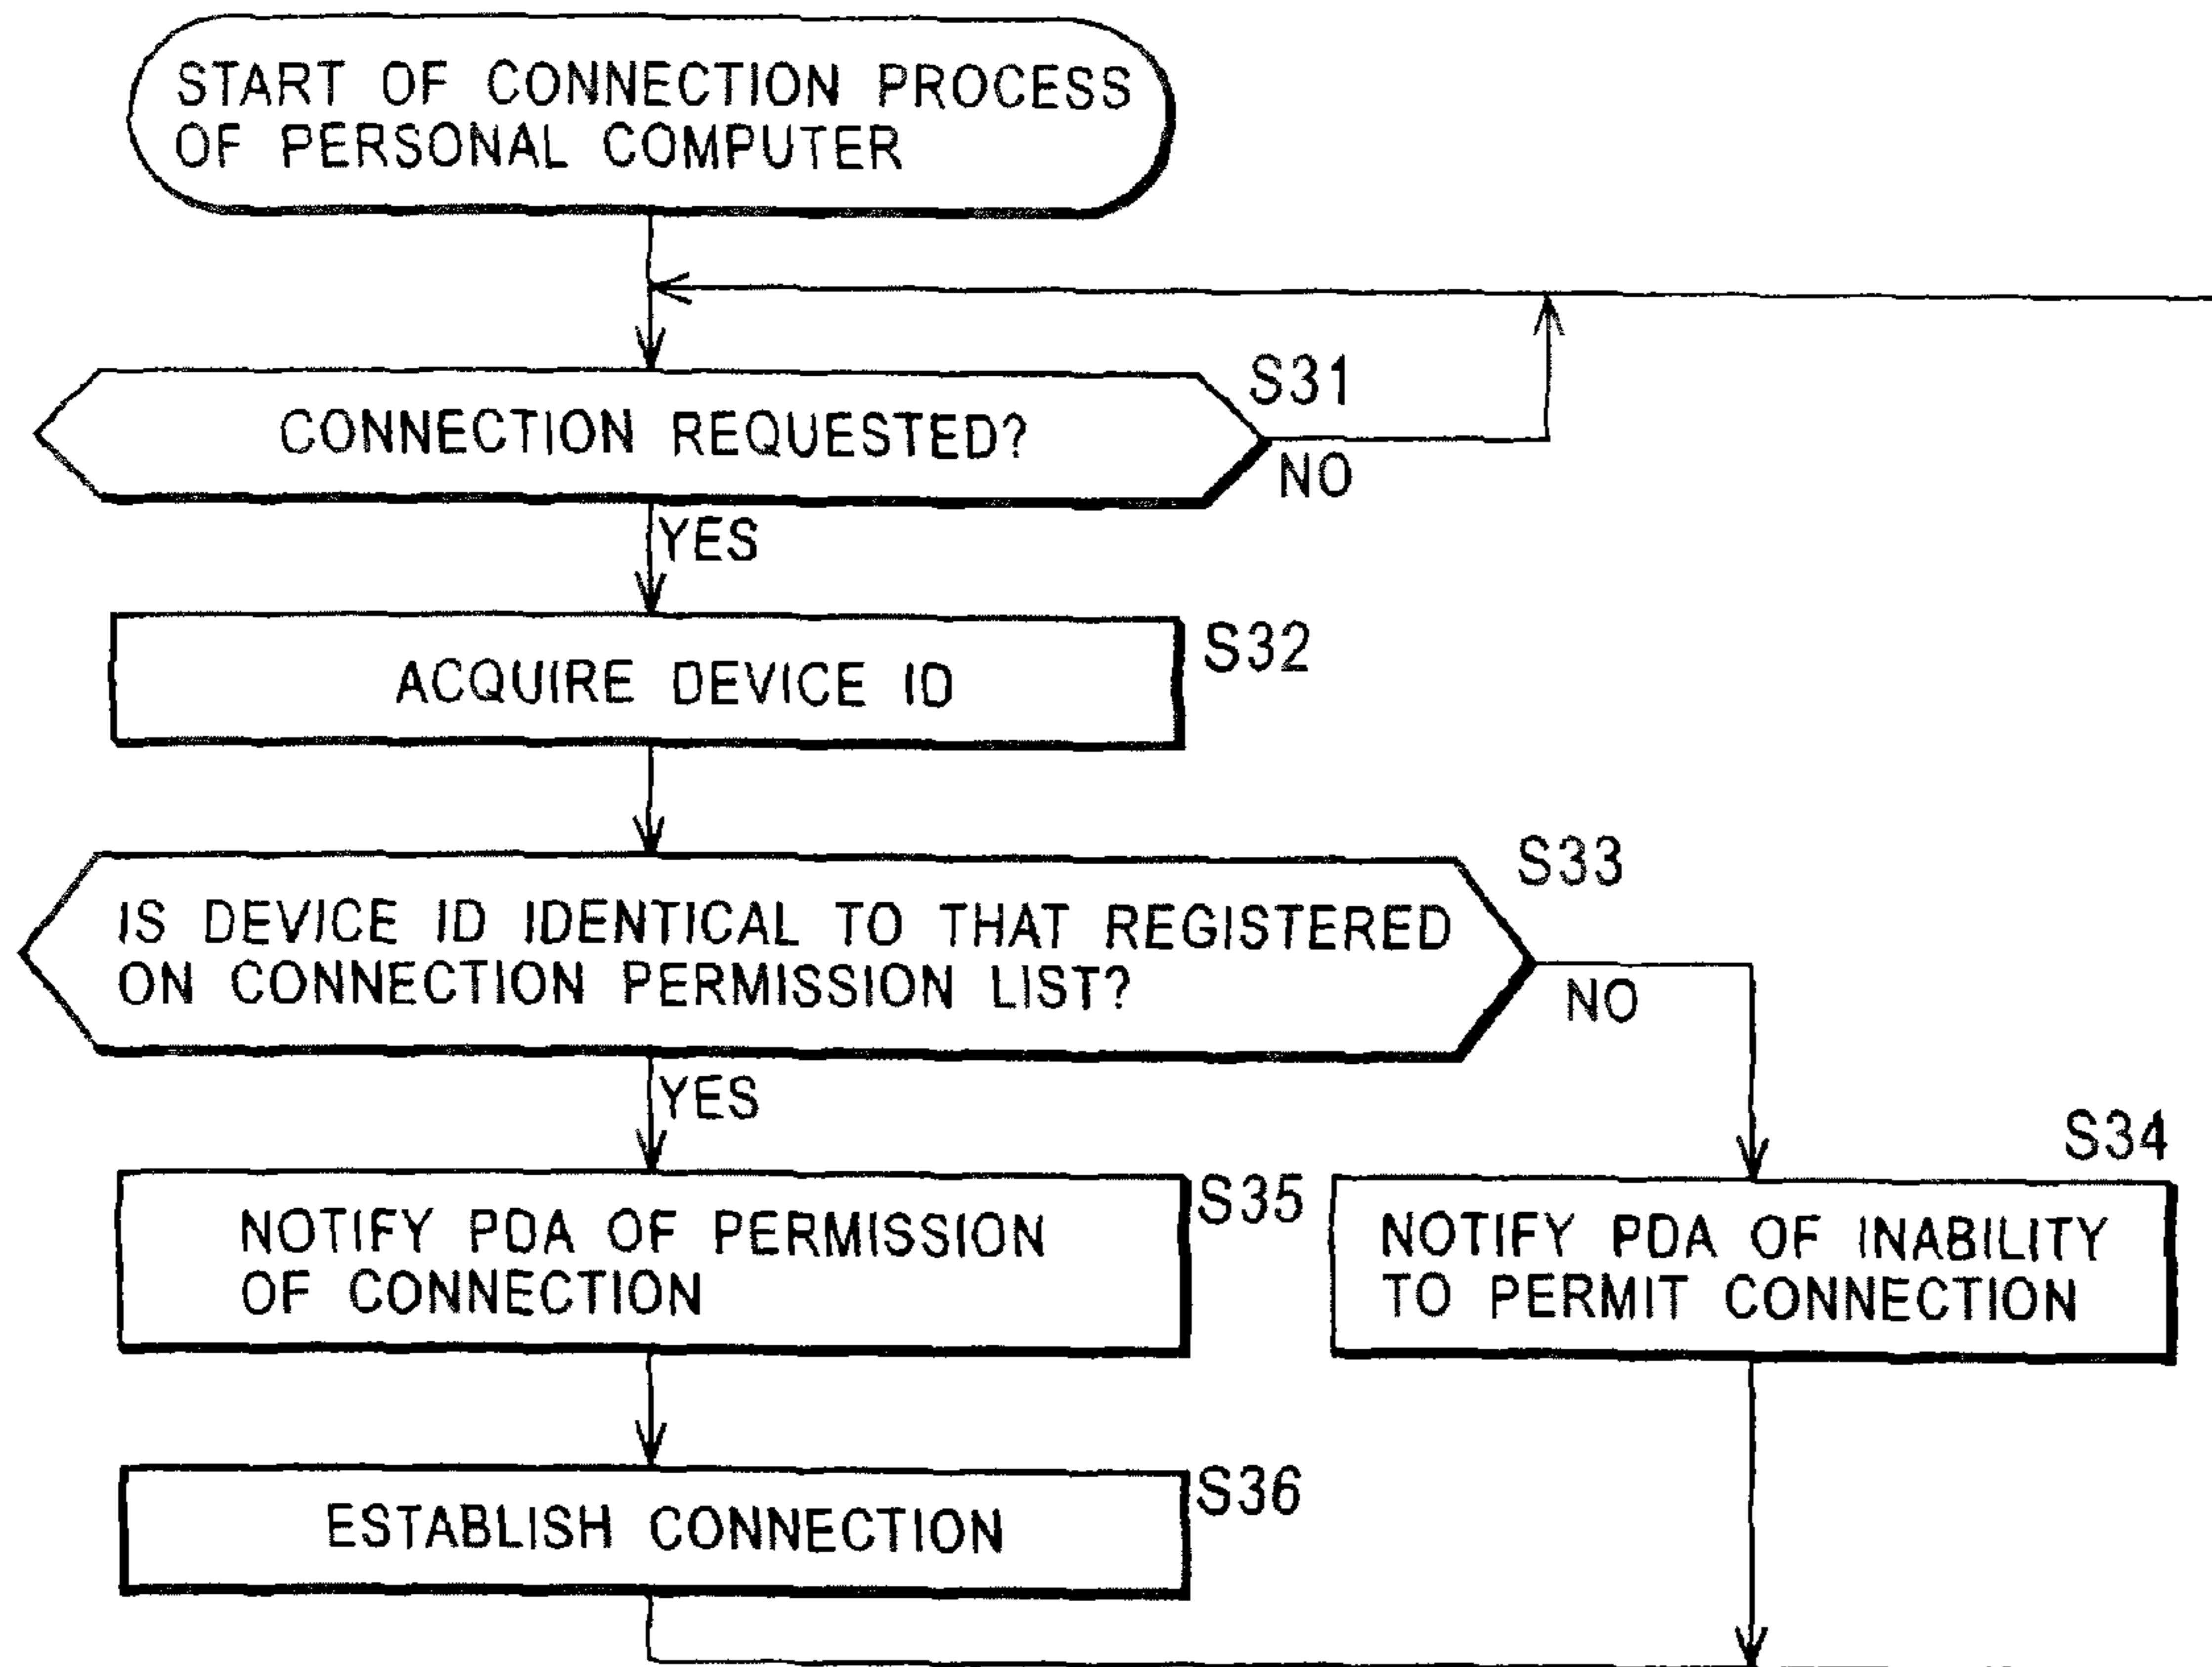 START OF CONNECTION PROCESS
OF PERSONAL COMPUTER
S31
CONNECTION REQUESTED?
NO
YES
S32
ACQUIRE DEVICE ID
S33
IS DEVICE ID IDENTICAL TO THAT REGISTERED
ON CONNECTION PERMISSION LIST?
NO
YES
S35
NOTIFY PDA OF PERMISSION
OF CONNECTION
S34
NOTIFY PDA OF INABILITY
TO PERMIT CONNECTION
S36
ESTABLISH CONNECTION